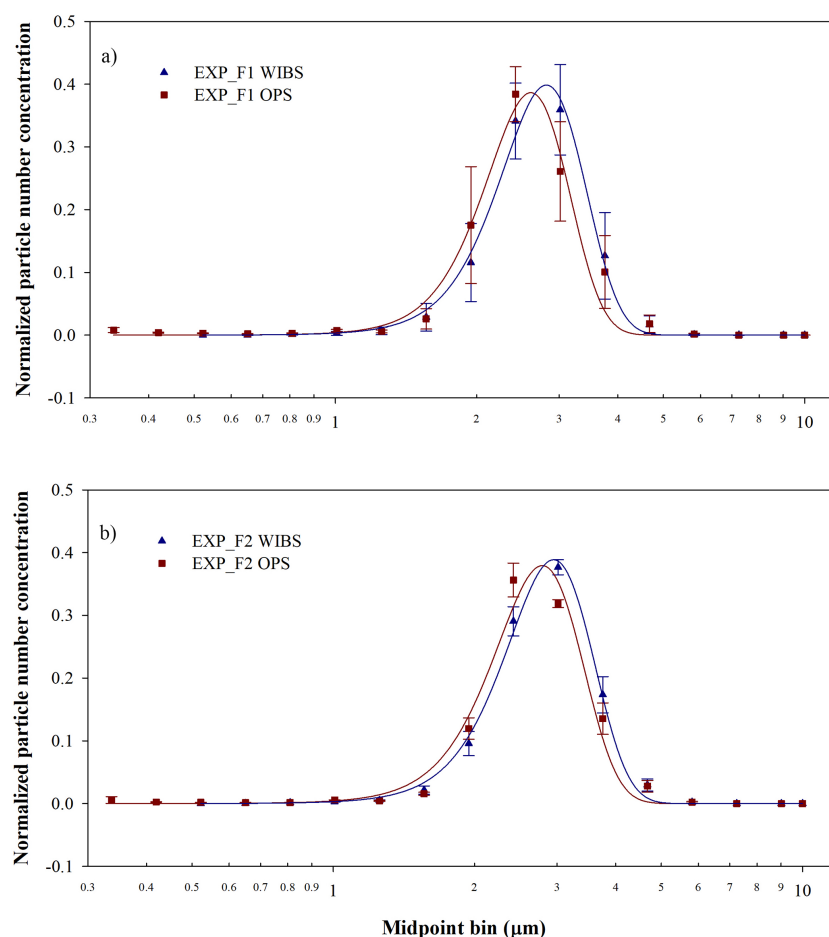 0.5
a)
EXP_F1 WIBS
EXP_F1 OPS
0.4
0.3
0.2
0.1
0.0
-0.1
Normalized particle number concentration
0.3 0.4 0.5 0.6 0.7 0.8 0.9 1 2 3 4 5 6 7 8 9 10
0.5
b)
EXP_F2 WIBS
EXP_F2 OPS
0.4
0.3
0.2
0.1
0.0
-0.1
Normalized particle number concentration
0.3 0.4 0.5 0.6 0.7 0.8 0.9 1 2 3 4 5 6 7 8 9 10
Midpoint bin (μm)